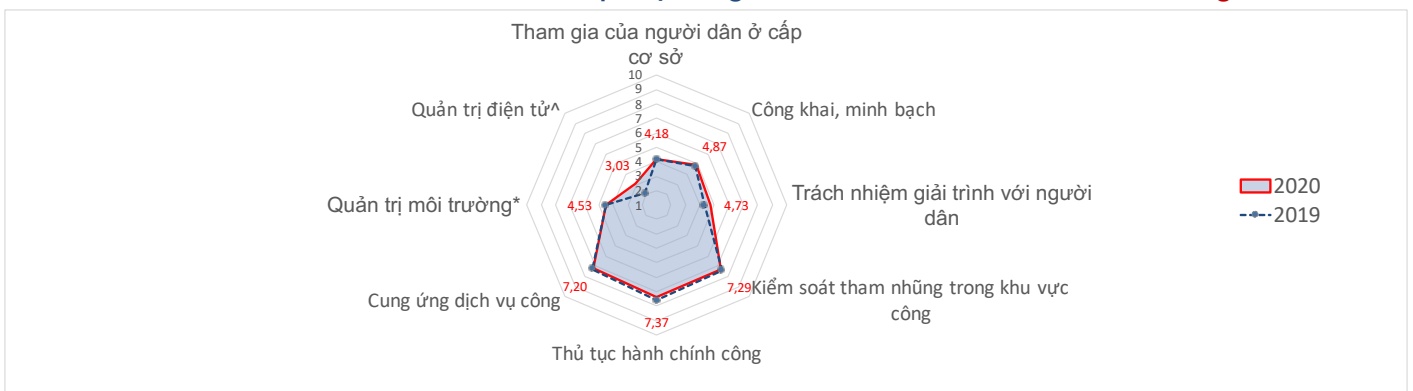 Tham gia của người dân ở cấp
cơ sở
10
9
8
7
6
5
4
3
2
1
Quản trị điện tử^
Công khai, minh bạch
4,18
4,87
3,03
Quản trị môi trường*
4,53
4,73
Trách nhiệm giải trình với người
dân
2020
2019
Cung ứng dịch vụ công
7,20
7,29
Kiểm soát tham nhũng trong khu vực
công
7,37
Thủ tục hành chính công